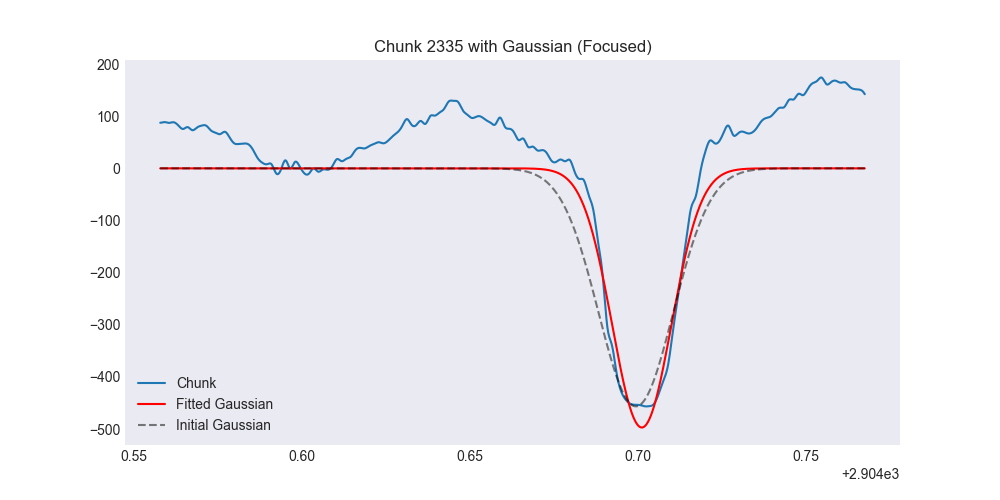 Chunk 2335 with Gaussian (Focused)
200
100
0
−100
−200
−300
−400
−500
Chunk
Fitted Gaussian
Initial Gaussian
0.55 0.60 0.65 0.70 0.75
+2.904e3